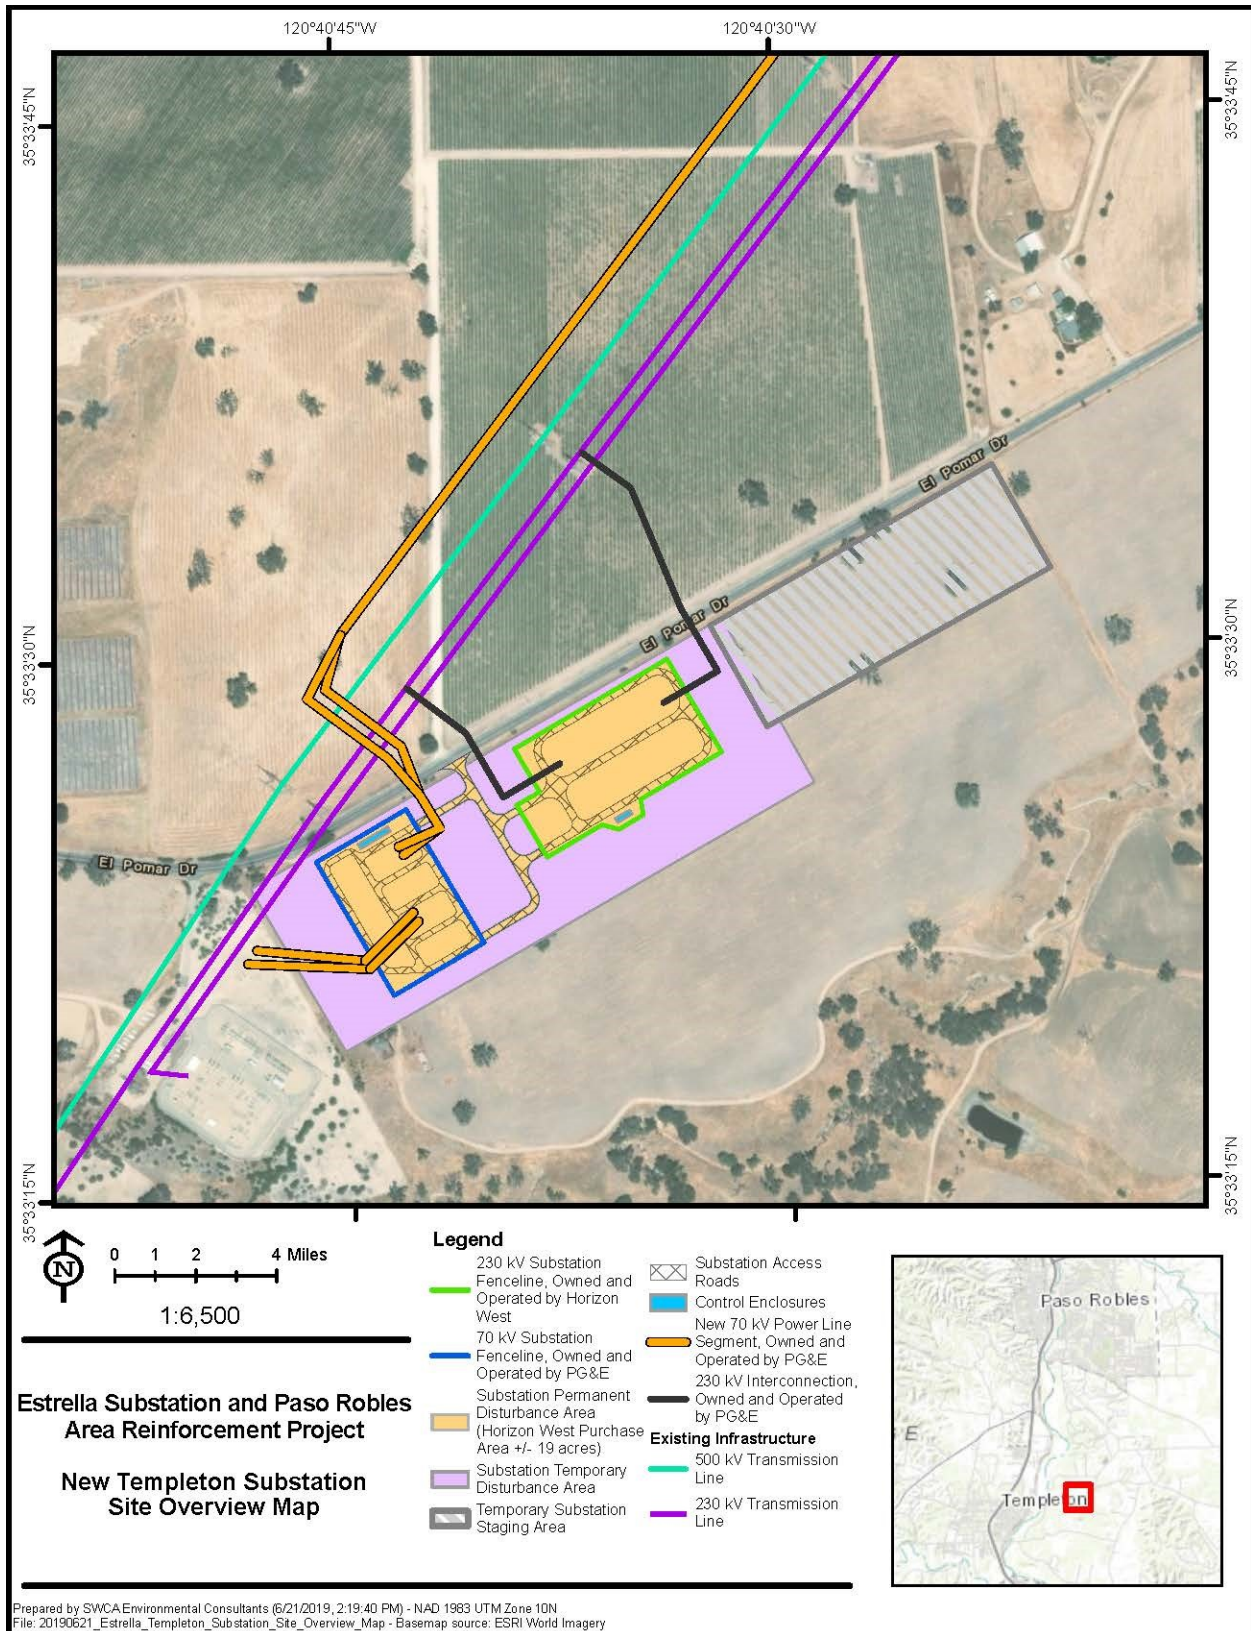 120°40'45"W
120°40'30"W
35°33'45"N
35°33'45"N
El Pomar Dr
El Pomar Dr
35°33'30"N
35°33'30"N
El Pomar Dr
35°33'15"N
35°33'15"N
N
0 1 2 4 Miles
1:6,500
Estrella Substation and Paso Robles
Area Reinforcement Project
New Templeton Substation
Site Overview Map
Legend
230 kV Substation
Fenceline, Owned and
Operated by Horizon
West
70 kV Substation
Fenceline, Owned and
Operated by PG&E
Substation Permanent
Disturbance Area
(Horizon West Purchase
Area +/- 19 acres)
Substation Temporary
Disturbance Area
Temporary Substation
Staging Area
Substation Access
Roads
Control Enclosures
New 70 kV Power Line
Segment, Owned and
Operated by PG&E
230 kV Interconnection,
Owned and Operated
by PG&E
Existing Infrastructure
500 kV Transmission
Line
230 kV Transmission
Line
Paso Robles
E
Templeton
Prepared by SWCA Environmental Consultants (6/21/2019, 2:19:40 PM) - NAD 1983 UTM Zone 10N
File: 20190621_Estrella_Templeton_Substation_Site_Overview_Map - Basemap source: ESRI World Imagery